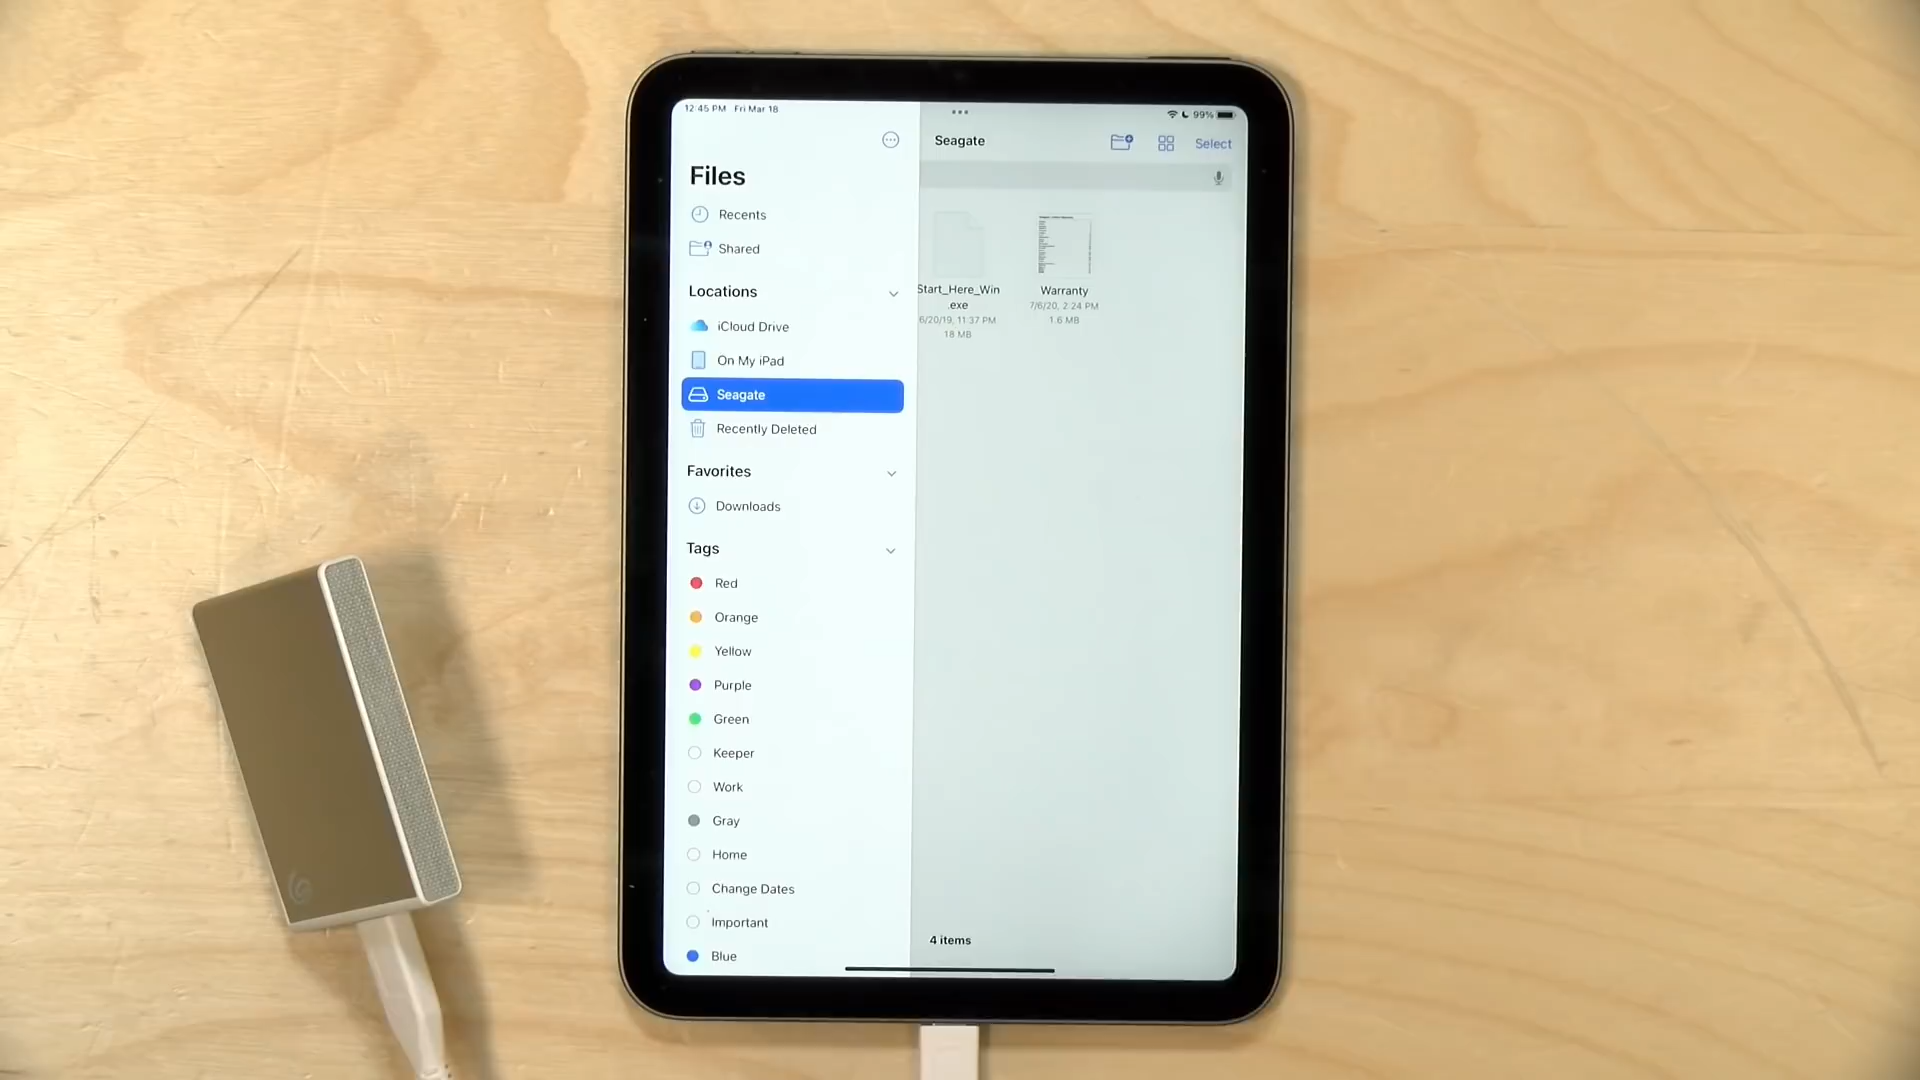 12:45 PM Fri Mar 18
99%
Files
Recents
Shared
Locations
iCloud Drive
On My iPad
Seagate
Recently Deleted
Favorites
Downloads
Tags
Red
Orange
Yellow
Purple
Green
Keeper
Work
Gray
Home
Change Dates
Important
Blue
Seagate
Select
Start_Here_Win
.exe
6/20/19, 11:37 PM
18 MB
Warranty
7/6/20, 2:24 PM
1.6 MB
4 items